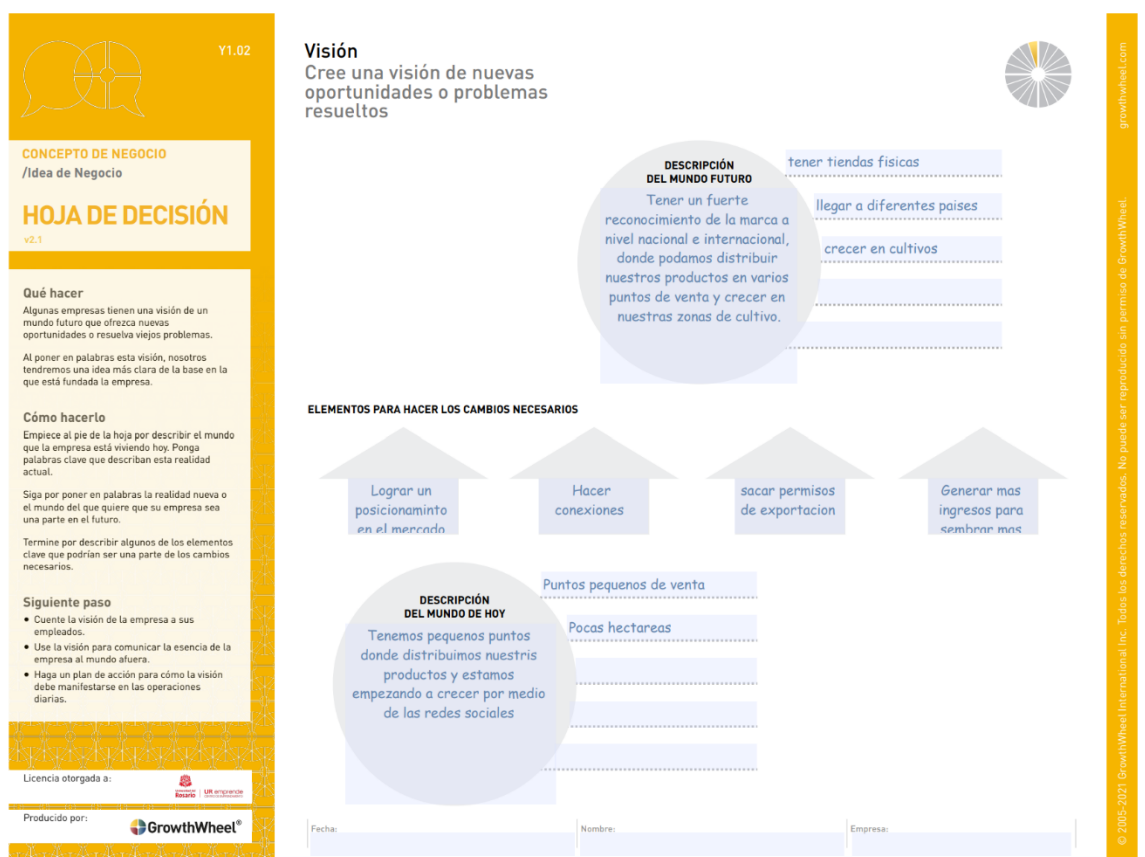 Y1.02
CONCEPTO DE NEGOCIO
/Idea de Negocio
HOJA DE DECISIÓN
v2.1
Qué hacer
Algunas empresas tienen una visión de un
mundo futuro que ofrezca nuevas
oportunidades o resuelva viejos problemas.
Al poner en palabras esta visión, nosotros
tendremos una idea más clara de la base en la
que está fundada la empresa.
Cómo hacerlo
Empiece al pie de la hoja por describir el mundo
que la empresa está viviendo hoy. Ponga
palabras clave que describan esta realidad
actual.
Siga por poner en palabras la realidad nueva o
el mundo del que quiere que su empresa sea
una parte en el futuro.
Termine por describir algunos de los elementos
clave que podrían ser una parte de los cambios
necesarios.
Siguiente paso
• Cuente la visión de la empresa a sus
empleados.
• Use la visión para comunicar la esencia de la
empresa al mundo afuera.
• Haga un plan de acción para cómo la visión
debe manifestarse en las operaciones
diarias.
Licencia otorgada a:
Rosario | UR emprende
Producido por:
GrowthWheel®
Visión
Cree una visión de nuevas
oportunidades o problemas
resueltos
DESCRIPCIÓN
DEL MUNDO FUTURO
Tener un fuerte
reconocimiento de la marca a
nivel nacional e internacional,
donde podamos distribuir
nuestros productos en varios
puntos de venta y crecer en
nuestras zonas de cultivo.
tener tiendas fisicas
llegar a diferentes paises
crecer en cultivos
ELEMENTOS PARA HACER LOS CAMBIOS NECESARIOS
Lograr un
posicionaminto
en el mercado
Hacer
conexiones
sacar permisos
de exportacion
Generar mas
ingresos para
sembrar mas
DESCRIPCIÓN
DEL MUNDO DE HOY
Tenemos pequenos puntos
donde distribuimos nuestris
productos y estamos
empezando a crecer por medio
de las redes sociales
Puntos pequenos de venta
Pocas hectareas
Fecha:
Nombre:
Empresa:
© 2005-2021 GrowthWheel International Inc. Todos los derechos reservados. No puede ser reproducido sin permiso de GrowthWheel.
growthwheel.com